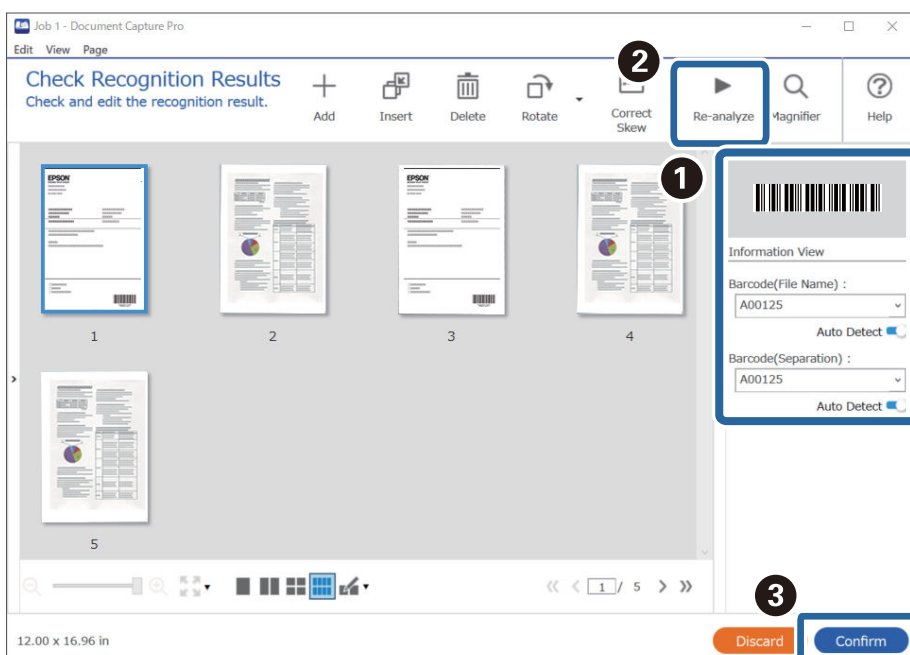 Job 1 - Document Capture Pro
Edit View Page
Check Recognition Results
Check and edit the recognition result.
Add
Insert
Delete
Rotate
Correct Skew
Re-analyze
Magnifier
Help
2
1
EPSON
EPSON
1
2
3
4
5
Information View
Barcode(File Name) :
A00125
Auto Detect
Barcode(Separation) :
A00125
Auto Detect
1 / 5
3
12.00 x 16.96 in
Discard
Confirm